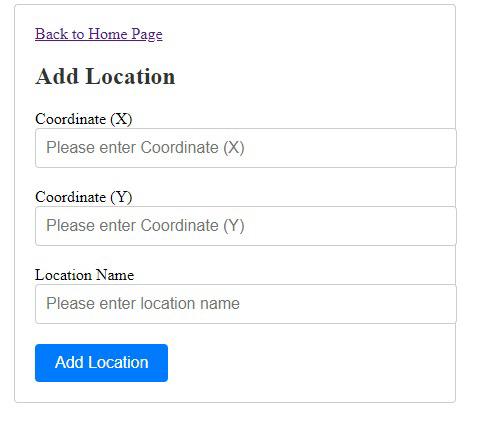 Back to Home Page
Add Location
Coordinate (X)
Please enter Coordinate (X)
Coordinate (Y)
Please enter Coordinate (Y)
Location Name
Please enter location name
Add Location